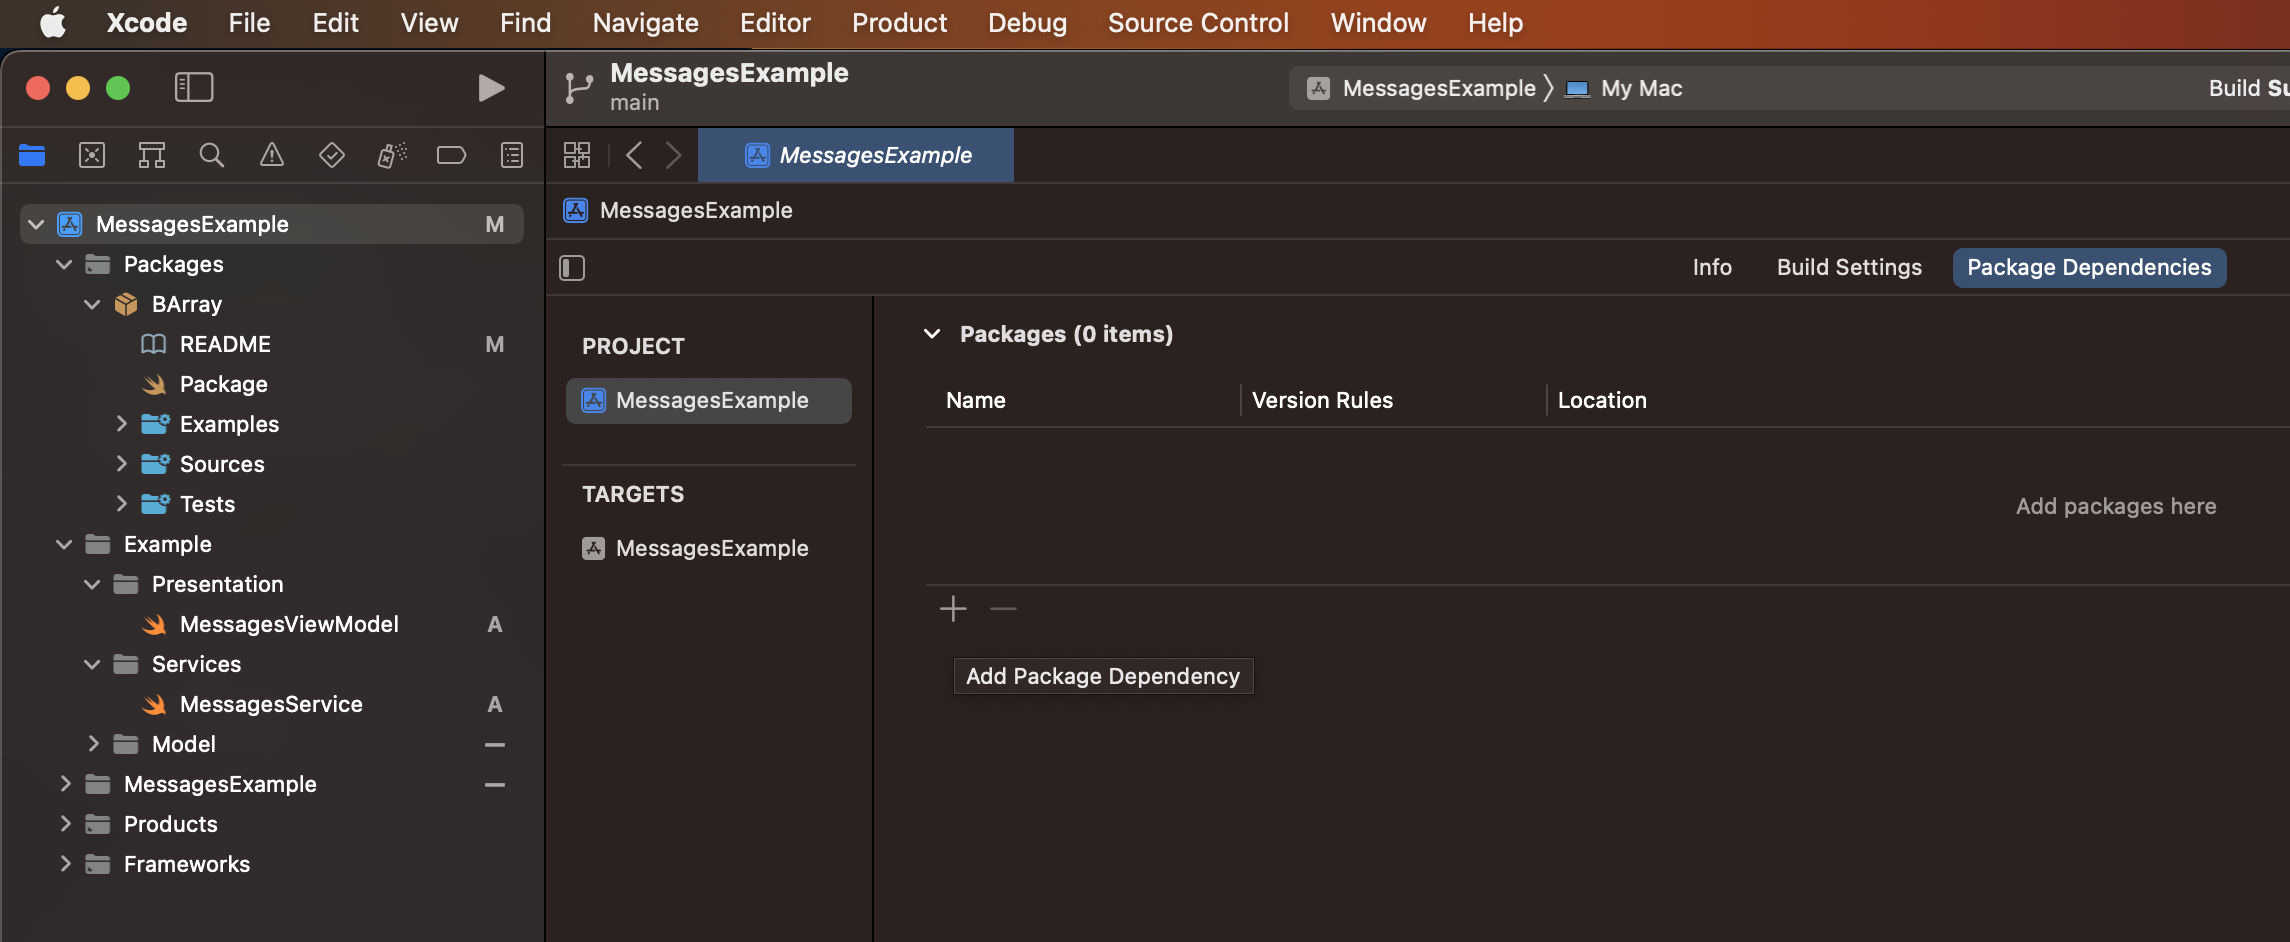 Xcode File Edit View Find Navigate Editor Product Debug Source Control Window Help
MessagesExample
main
MessagesExample
My Mac
Build Su
MessagesExample
MessagesExample
Info
Build Settings
Package Dependencies
MessagesExample M
Packages
BArray
README M
Package
Examples
Sources
Tests
Example
Presentation
MessagesViewModel A
Services
MessagesService A
Model
MessagesExample
Products
Frameworks
PROJECT
MessagesExample
TARGETS
MessagesExample
Packages (0 items)
Name Version Rules Location
Add packages here
Add Package Dependency